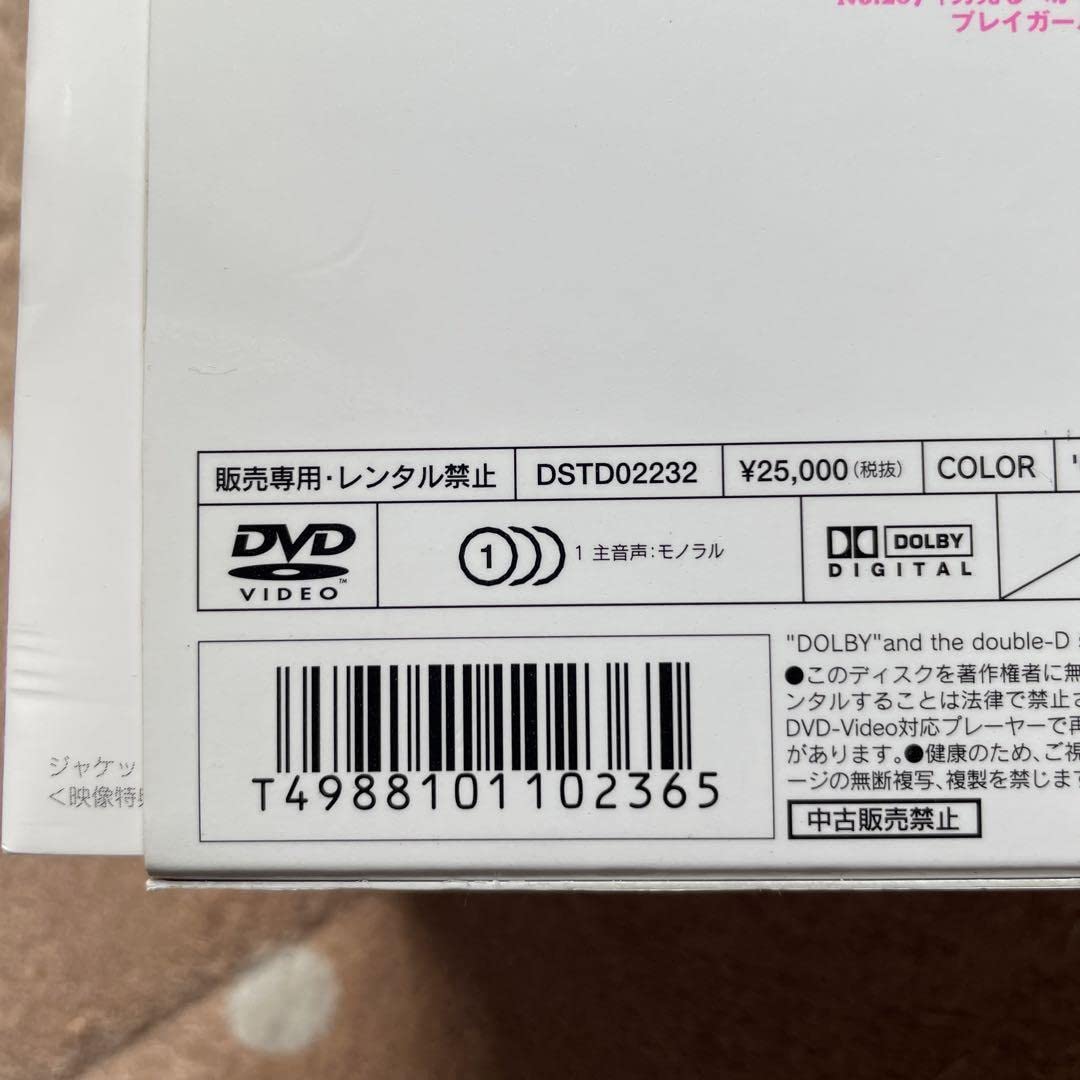 プレイガー
販売専用・レンタル禁止 DSTD02232 ¥25,000(税抜) COLOR
DVD VIDEO ™ 1 1 主音声:モノラル DOLBY DIGITAL
"DOLBY"and the double-D
●このディスクを著作権者に無
ンタルすることは法律で禁止
DVD-Video対応プレーヤーで再
があります。●健康のため、ご視
ージの無断複写、複製を禁じます
中古販売禁止
T4988101102365
ジャケッ
<映像特